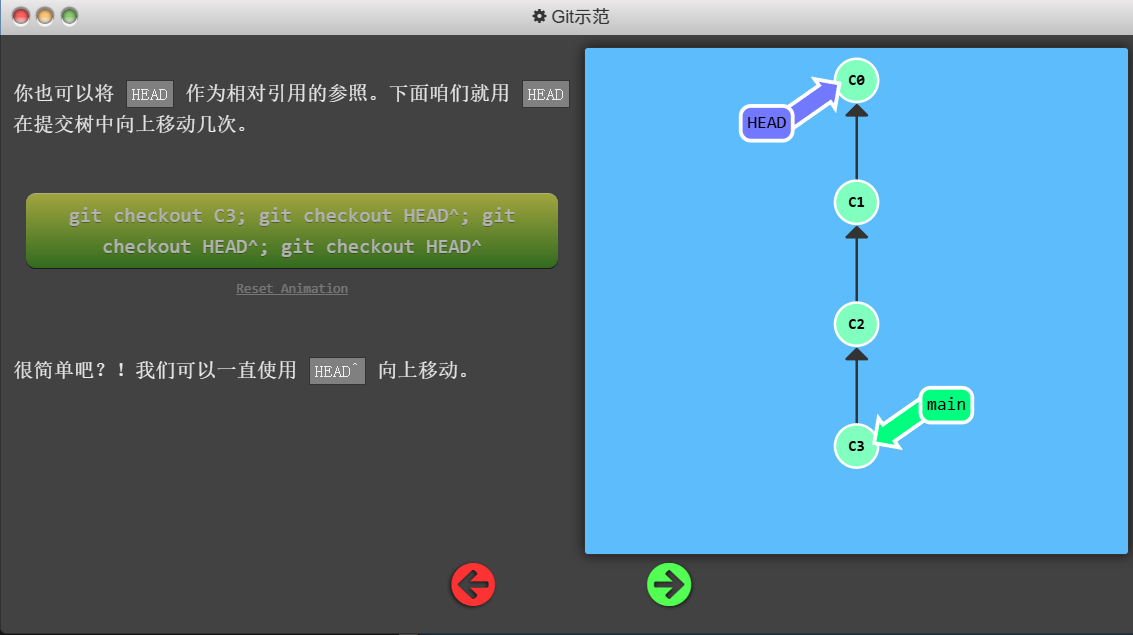 Git示范
你也可以将 HEAD 作为相对引用的参照。下面咱们就用 HEAD
在提交树中向上移动几次。
git checkout C3; git checkout HEAD^; git
checkout HEAD^; git checkout HEAD^
Reset Animation
很简单吧？！我们可以一直使用 HEAD^ 向上移动。
C0
HEAD
C1
C2
main
C3